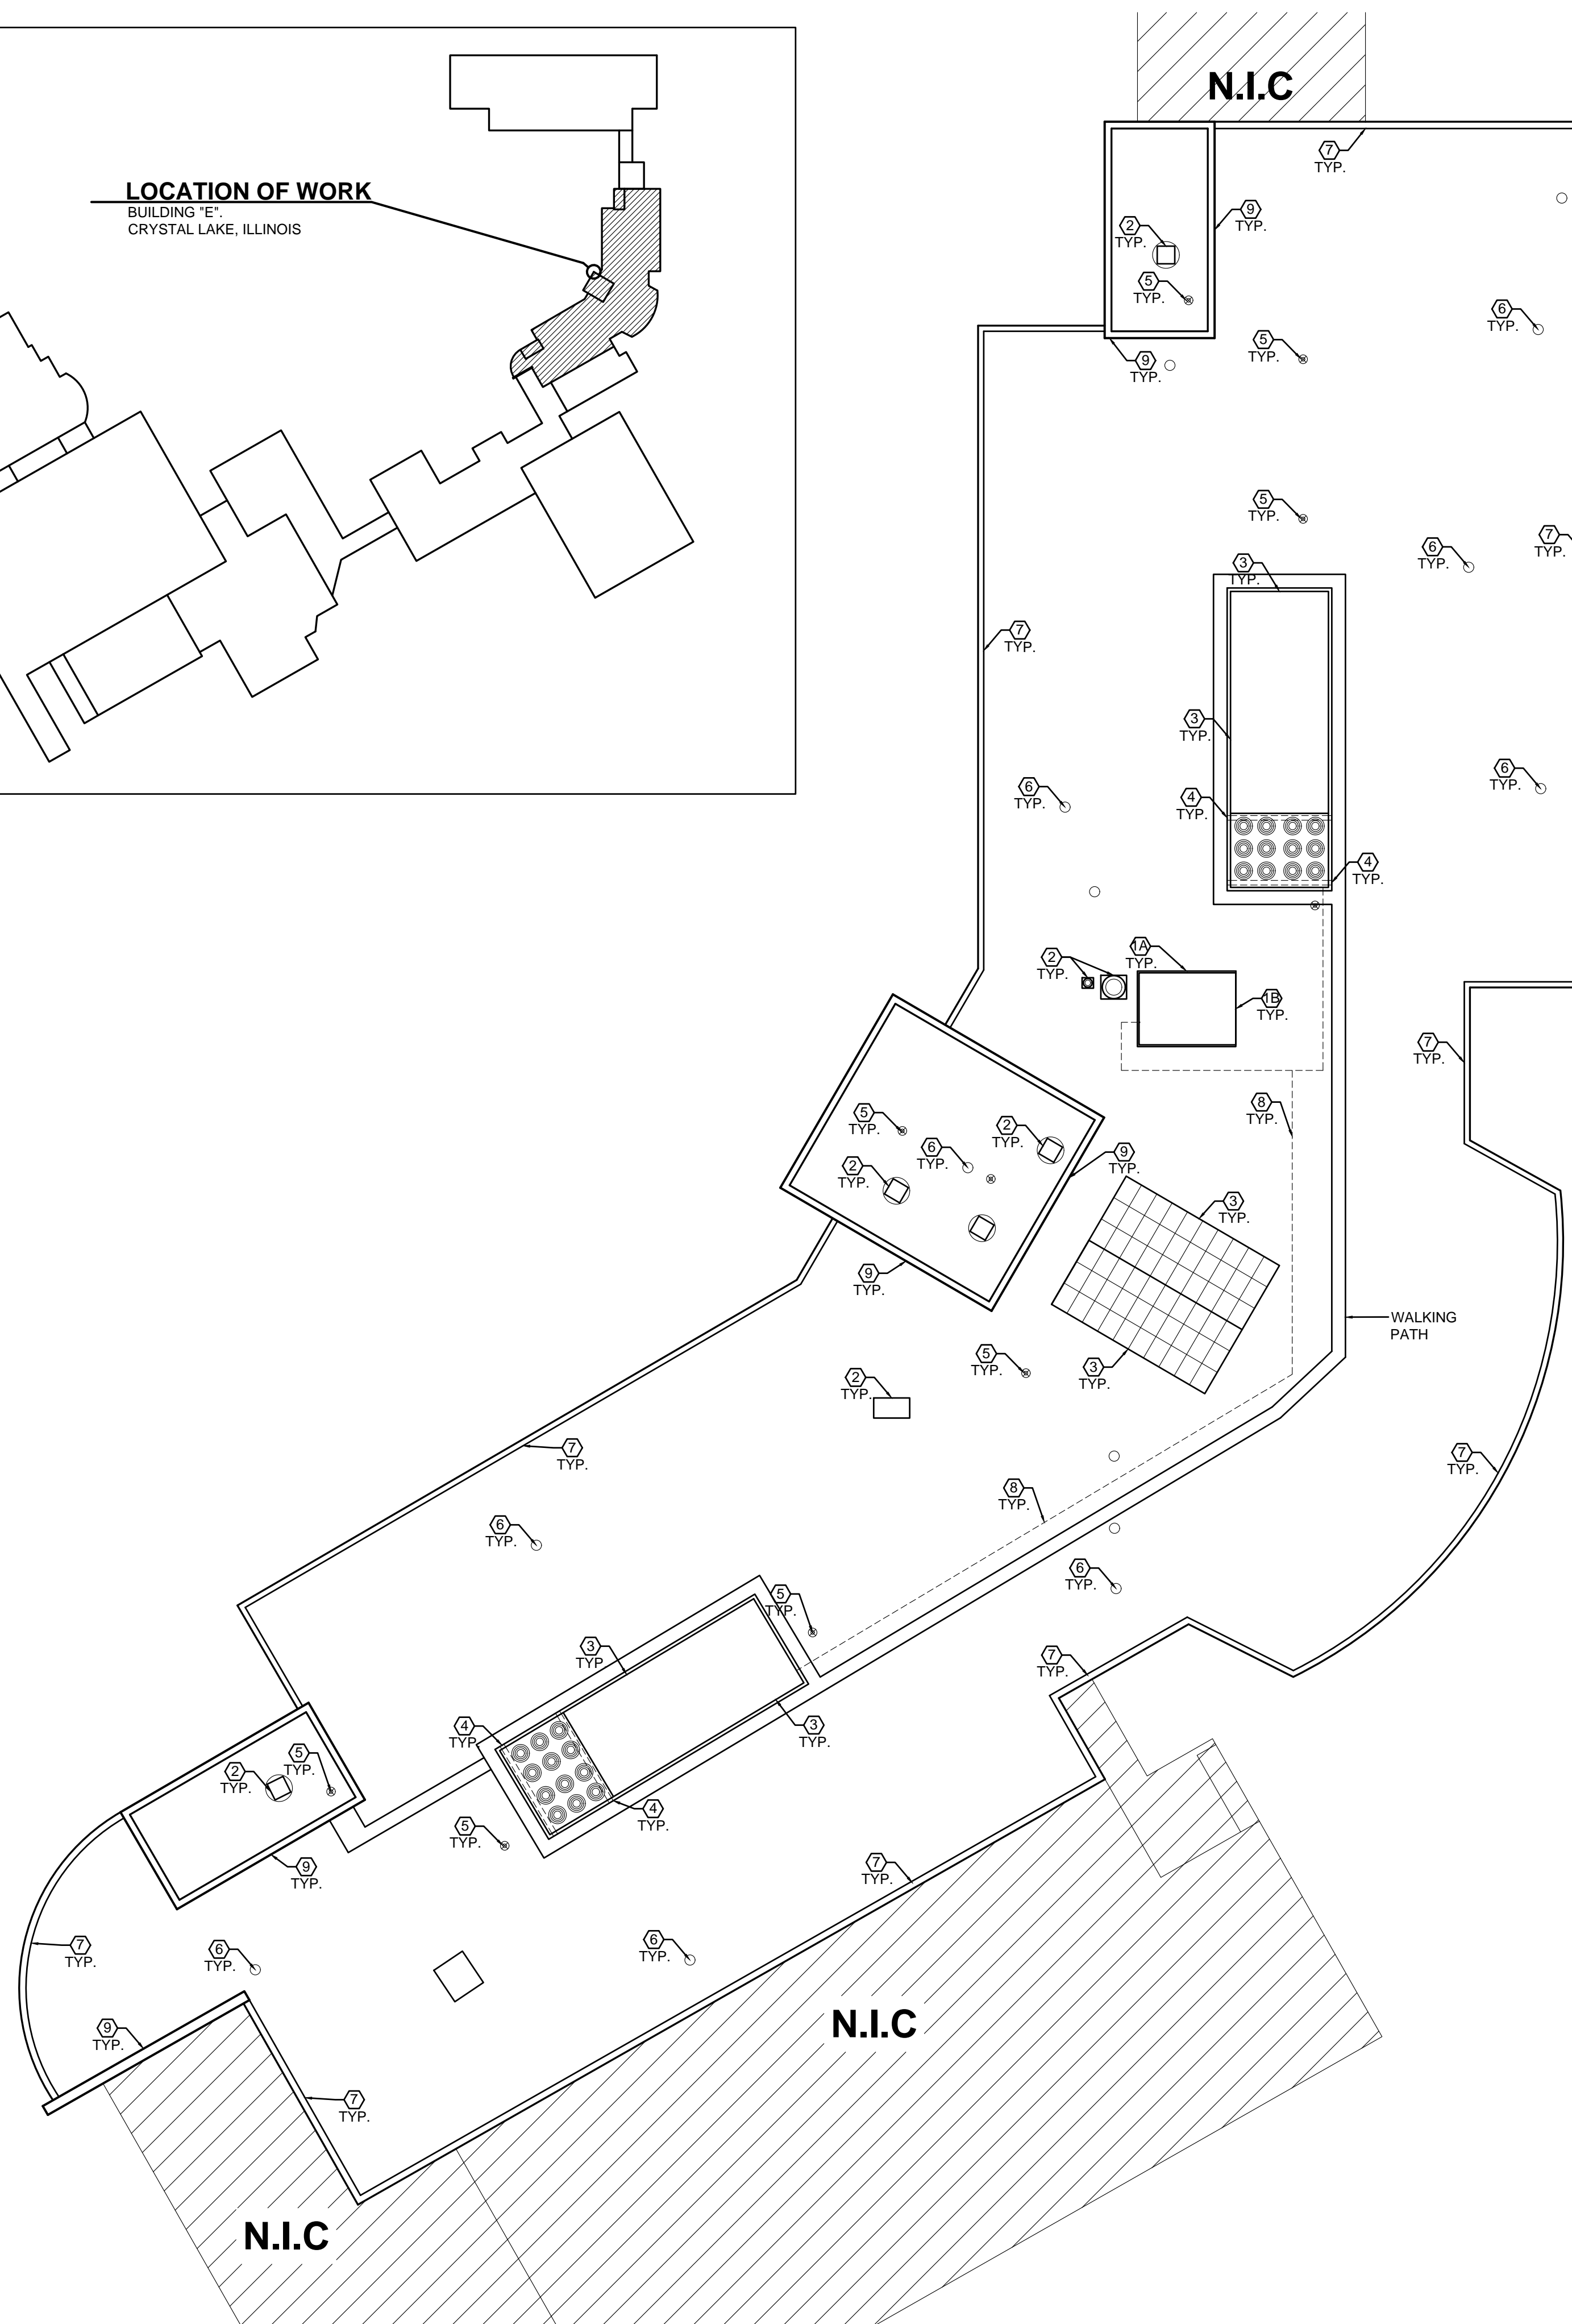 LOCATION OF WORK
BUILDING "E".
CRYSTAL LAKE, ILLINOIS
N.I.C
7
TYP.
2
TYP.
9
TYP.
5
TYP.
6
TYP.
5
TYP.
9
TYP.
5
TYP.
6
TYP.
7
TYP.
3
TYP.
7
TYP.
3
TYP.
6
TYP.
4
TYP.
6
TYP.
4
TYP.
2
TYP.
1A
TYP.
1B
TYP.
7
TYP.
8
TYP.
5
TYP.
6
TYP.
2
TYP.
2
TYP.
9
TYP.
3
TYP.
9
TYP.
WALKING
PATH
5
TYP.
3
TYP.
2
TYP.
7
TYP.
7
TYP.
8
TYP.
6
TYP.
6
TYP.
5
TYP.
3
TYP
7
TYP.
4
TYP.
3
TYP.
2
TYP.
5
TYP.
4
TYP.
5
TYP.
9
TYP.
7
TYP.
7
TYP.
6
TYP.
6
TYP.
9
TYP.
N.I.C
7
TYP.
N.I.C